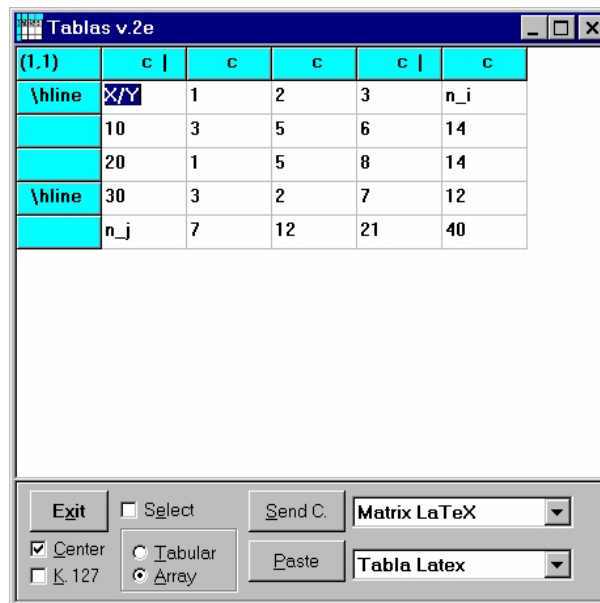 Tablas v.2e
(1,1) c | c c c | c
\hline X/Y 1 2 3 n_i
10 3 5 6 14
20 1 5 8 14
\hline 30 3 2 7 12
n_j 7 12 21 40
Exit Select Send C. Matrix LaTeX
Center Tabular
K. 127 Array Paste Tabla Latex